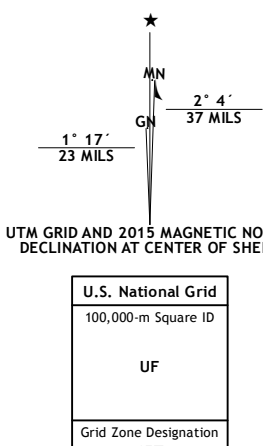 ★
MN
2° 4´
37 MILS
GN
1° 17´
23 MILS
UTM GRID AND 2015 MAGNETIC NO
DECLINATION AT CENTER OF SHE
U.S. National Grid
100,000-m Square ID
UF
Grid Zone Designation